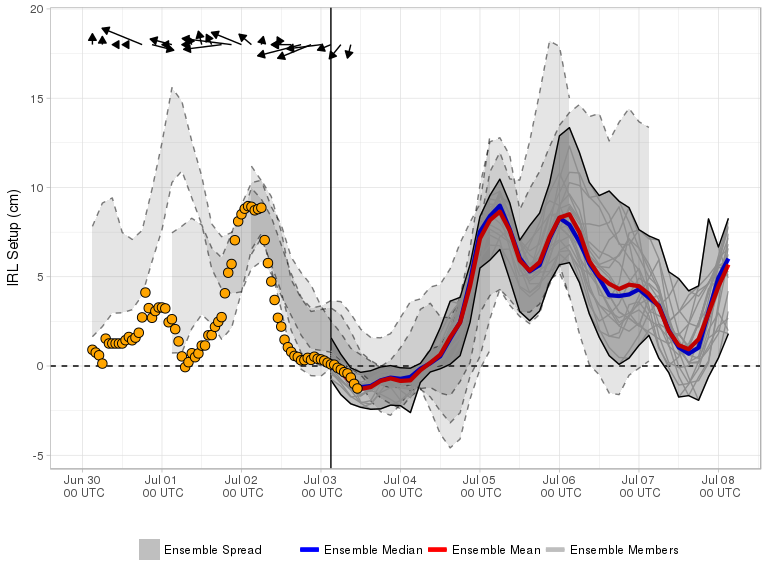 20
15
10
5
0
-5
IRL Setup (cm)
Jun 30 Jul 01 Jul 02 Jul 03 Jul 04 Jul 05 Jul 06 Jul 07 Jul 08
00 UTC 00 UTC 00 UTC 00 UTC 00 UTC 00 UTC 00 UTC 00 UTC 00 UTC
Ensemble Spread Ensemble Median Ensemble Mean Ensemble Members